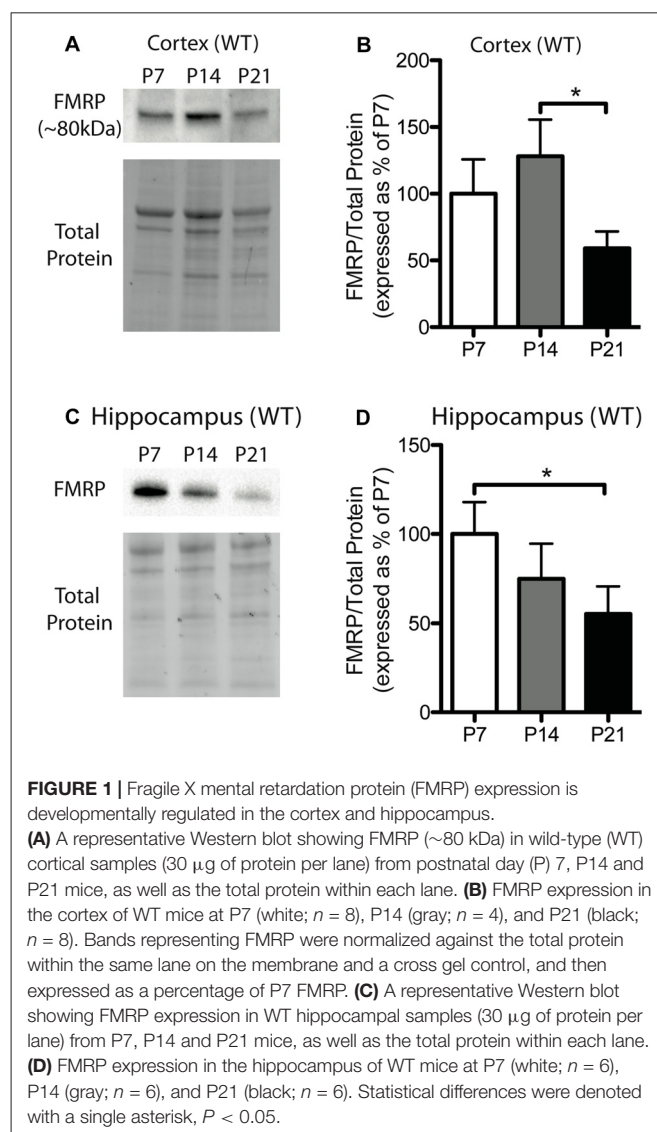 A Cortex (WT)
P7 P14 P21
FMRP
(~80kDa)
Total
Protein
B Cortex (WT)
FMRP/Total Protein
(expressed as % of P7)
200
150
100
50
0
*
P7 P14 P21
C Hippocampus (WT)
P7 P14 P21
FMRP
Total
Protein
D Hippocampus (WT)
FMRP/Total Protein
(expressed as % of P7)
150
100
50
0
*
P7 P14 P21
FIGURE 1 | Fragile X mental retardation protein (FMRP) expression is
developmentally regulated in the cortex and hippocampus.
(A) A representative Western blot showing FMRP (~80 kDa) in wild-type (WT)
cortical samples (30 μg of protein per lane) from postnatal day (P) 7, P14 and
P21 mice, as well as the total protein within each lane. (B) FMRP expression in
the cortex of WT mice at P7 (white; n = 8), P14 (gray; n = 4), and P21 (black;
n = 8). Bands representing FMRP were normalized against the total protein
within the same lane on the membrane and a cross gel control, and then
expressed as a percentage of P7 FMRP. (C) A representative Western blot
showing FMRP expression in WT hippocampal samples (30 μg of protein per
lane) from P7, P14 and P21 mice, as well as the total protein within each lane.
(D) FMRP expression in the hippocampus of WT mice at P7 (white; n = 6),
P14 (gray; n = 6), and P21 (black; n = 6). Statistical differences were denoted
with a single asterisk, P < 0.05.